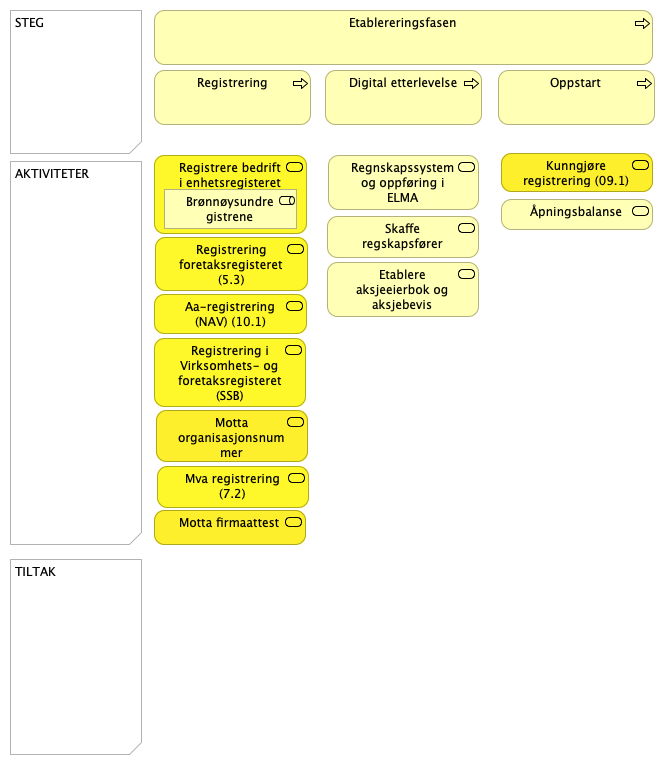 STEG
Etablereringsfasen
Registrering
Digital etterlevelse
Oppstart
AKTIVITETER
Registrere bedrift
i enhetsregisteret
Brønnøysundre
gistrene
Registrering
foretaksregisteret
(5.3)
Aa-registrering
(NAV) (10.1)
Registrering i
Virksomhets- og
foretaksregisteret
(SSB)
Motta
organisasjonsnum
mer
Mva registrering
(7.2)
Motta firmaattest
Regnskapssystem
og oppføring i
ELMA
Skaffe
regskapsfører
Etablere
aksjeeierbok og
aksjebevis
Kunngjøre
registrering (09.1)
Åpningsbalanse
TILTAK